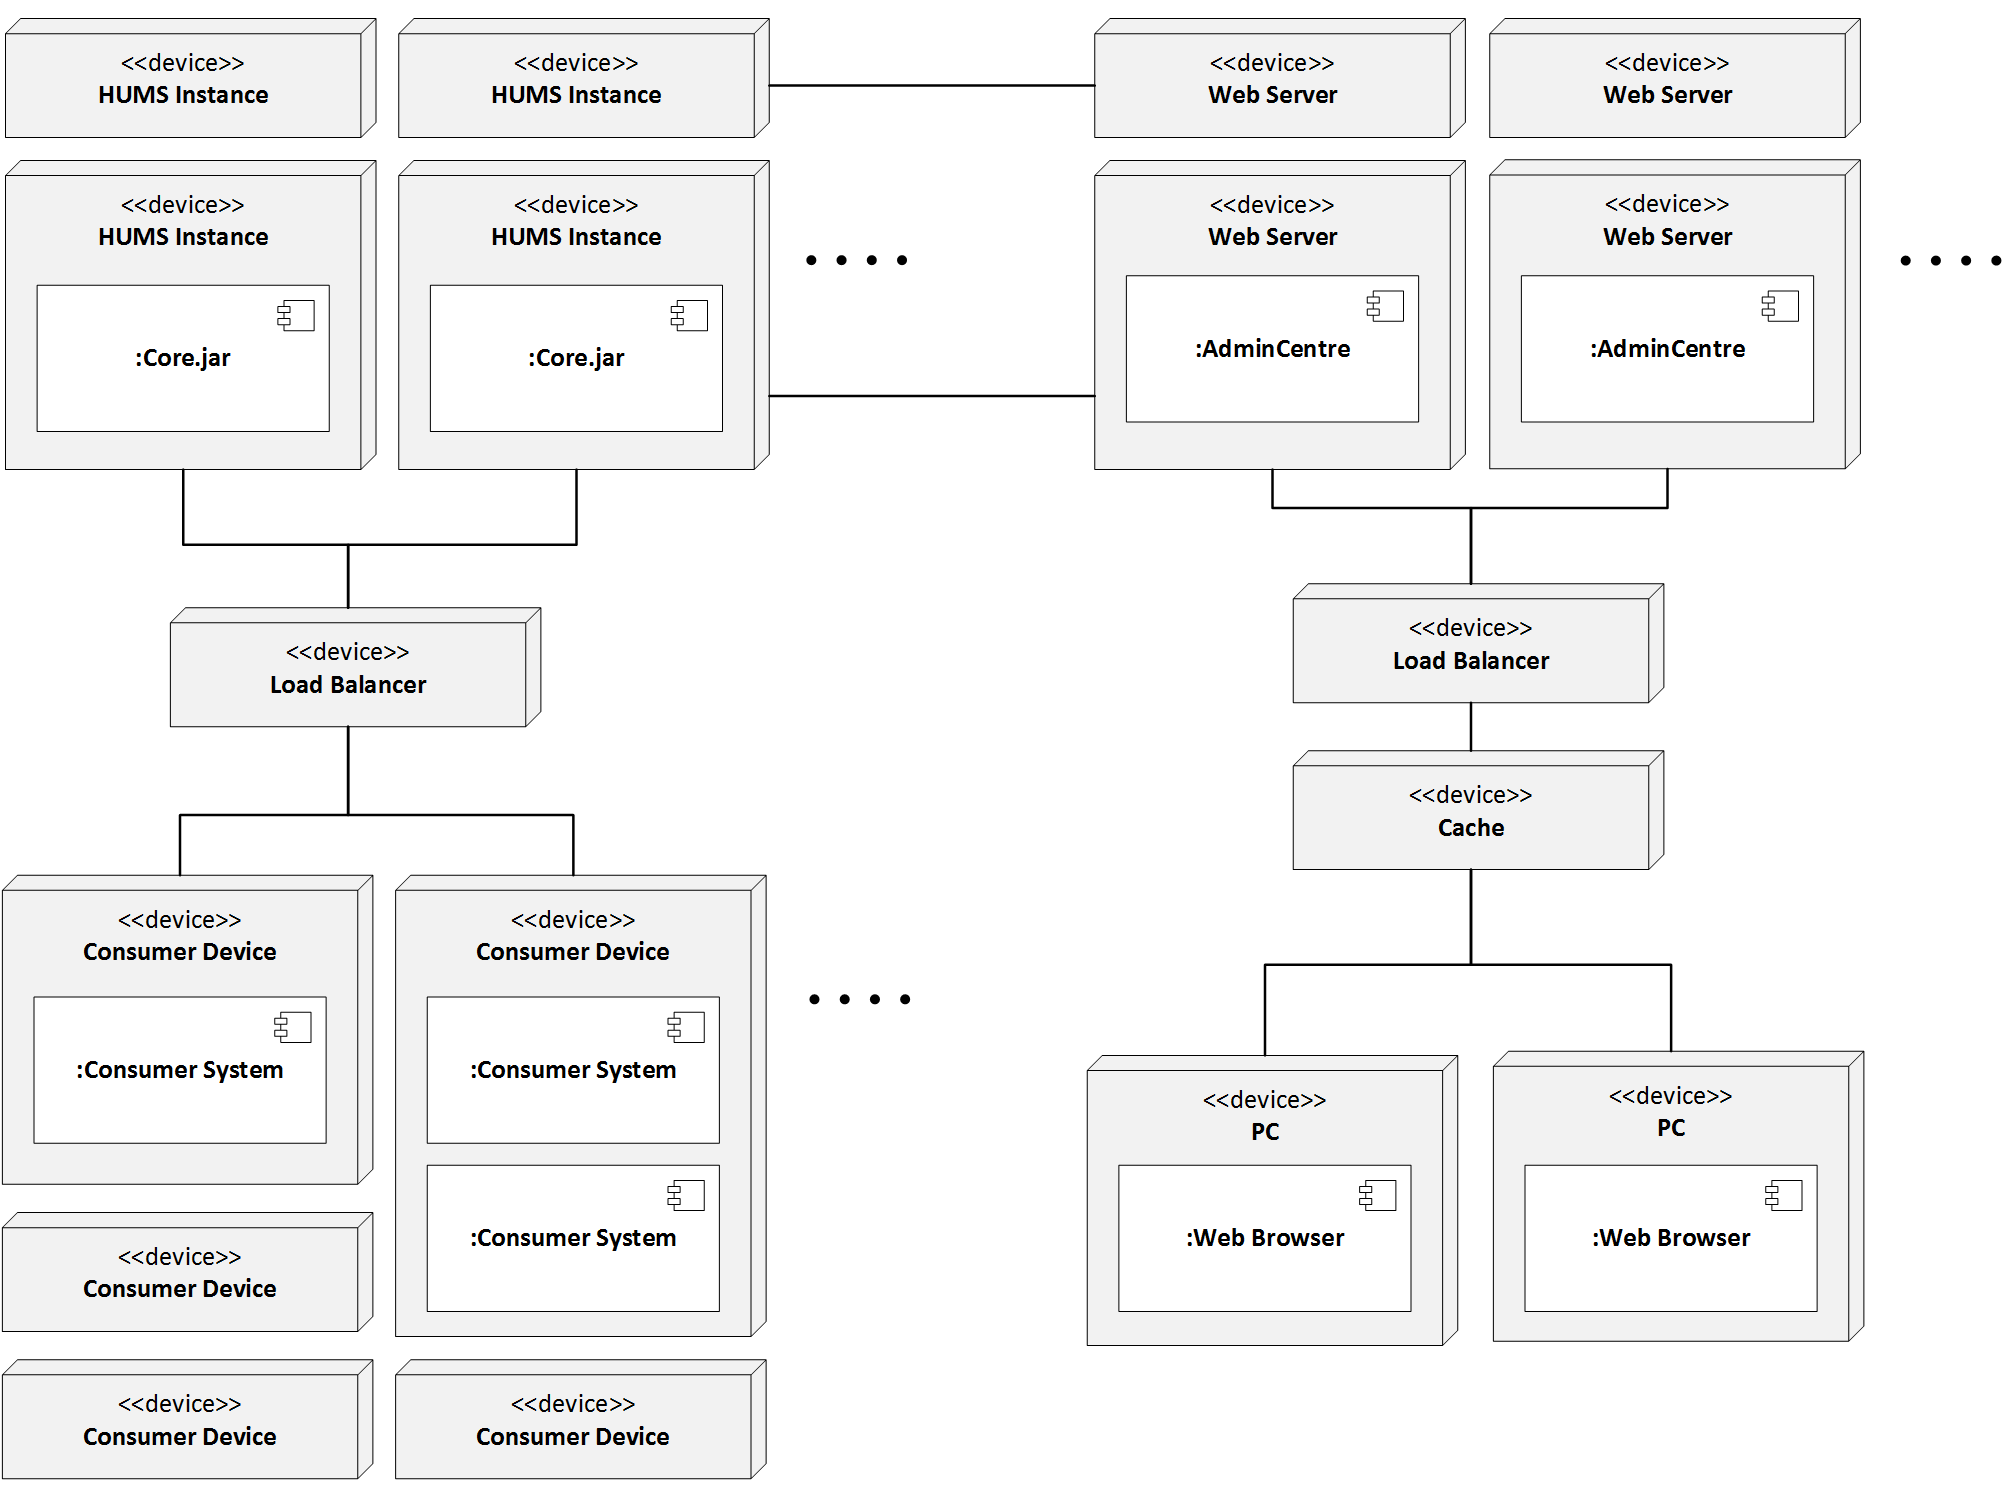 <<device>>
HUMS Instance
<<device>>
HUMS Instance
<<device>>
Web Server
<<device>>
Web Server
<<device>>
HUMS Instance
:Core.jar
<<device>>
HUMS Instance
:Core.jar
<<device>>
Web Server
:AdminCentre
<<device>>
Web Server
:AdminCentre
<<device>>
Load Balancer
<<device>>
Load Balancer
<<device>>
Cache
<<device>>
Consumer Device
:Consumer System
<<device>>
Consumer Device
:Consumer System
:Consumer System
<<device>>
PC
:Web Browser
<<device>>
PC
:Web Browser
<<device>>
Consumer Device
<<device>>
Consumer Device
<<device>>
Consumer Device